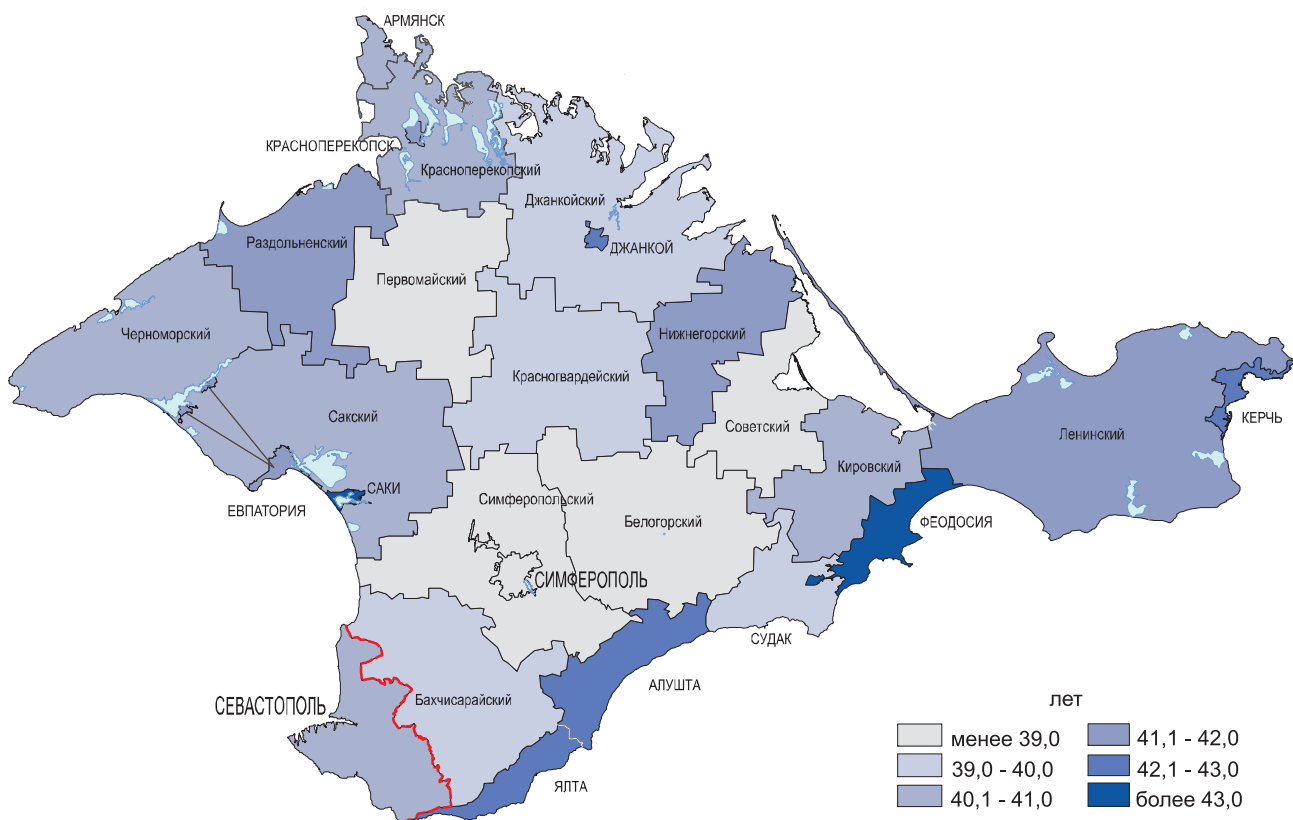 АРМЯНСК
КРАСНОПЕРЕКОПСК
Красноперекопский
Джанкойский
Раздольненский
ДЖАНКОЙ
Первомайский
Черноморский
Нижнегорский
Красногвардейский
Сакский
Советский
Ленинский
КЕРЧЬ
Кировский
САКИ
Симферопольский
ЕВПАТОРИЯ
Белогорский
ФЕОДОСИЯ
СИМФЕРОПОЛЬ
СУДАК
АЛУШТА
Бахчисарайский
СЕВАСТОПОЛЬ
ЯЛТА
лет
менее 39,0
39,0 - 40,0
40,1 - 41,0
41,1 - 42,0
42,1 - 43,0
более 43,0